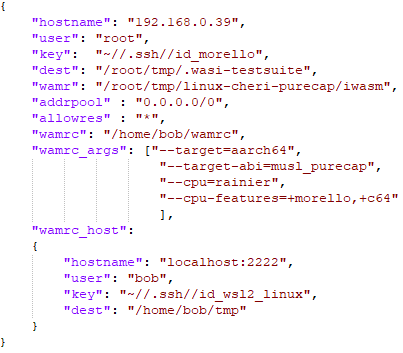 {
"hostname": "192.168.0.39",
"user": "root",
"key":  "~//.ssh//id_morello",
"dest": "/root/tmp/.wasi-testsuite",
"wamr": "/root/tmp/linux-cheri-purecap/iwasm",
"addrpool" : "0.0.0.0/0",
"allowres" : "*",
"wamrc": "/home/bob/wamrc",
"wamrc_args": ["--target=aarch64",
"--target-abi=musl_purecap",
"--cpu=rainier",
"--cpu-features=+morello,+c64"
],
"wamrc_host":
{
"hostname": "localhost:2222",
"user": "bob",
"key": "~//.ssh//id_wsl2_linux",
"dest": "/home/bob/tmp"
}
}